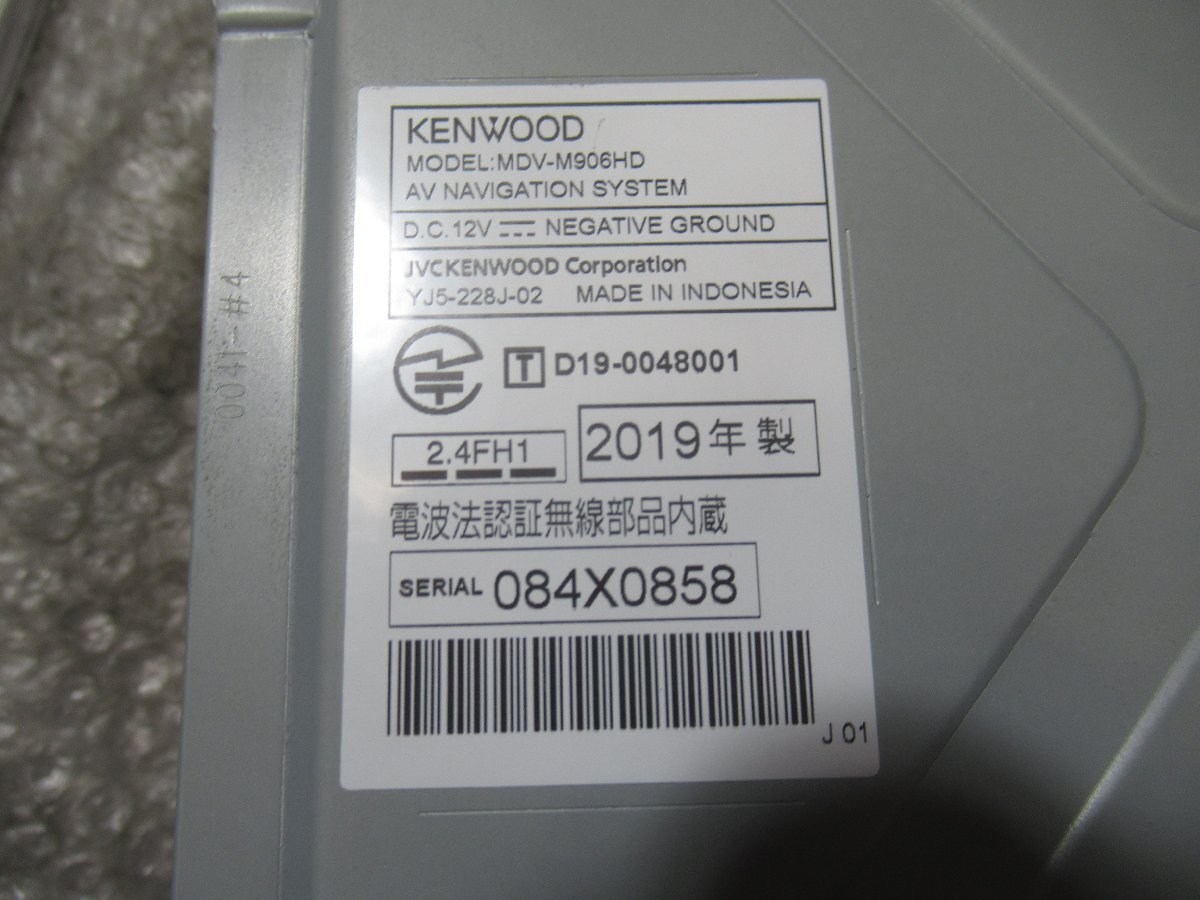 KENWOOD
MODEL:MDV-M906HD
AV NAVIGATION SYSTEM
D.C.12V ⎓ NEGATIVE GROUND
JVCKENWOOD Corporation
YJ5-228J-02 MADE IN INDONESIA
T D19-0048001
2.4FH1
2019年製
電波法認証無線部品内蔵
SERIAL 084X0858
J 01
0041-#4